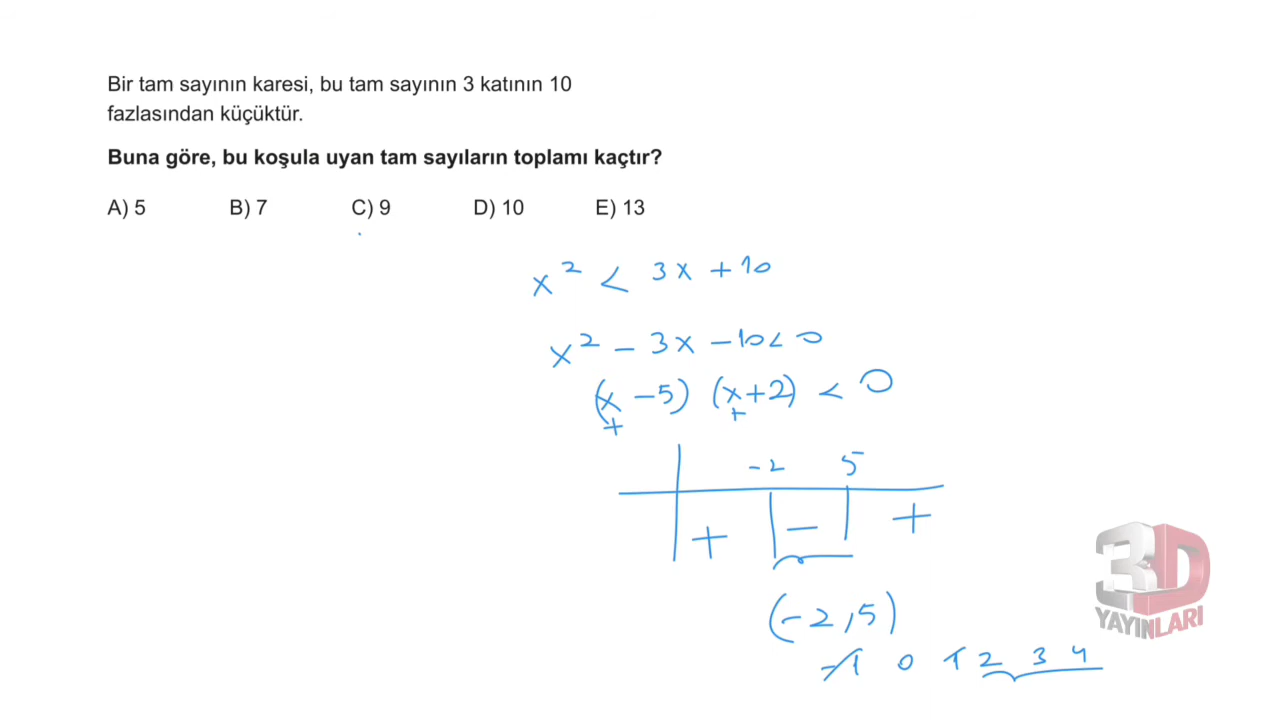 Bir tam sayının karesi, bu tam sayının 3 katının 10
fazlasından küçüktür.
Buna göre, bu koşula uyan tam sayıların toplamı kaçtır?
A) 5 B) 7 C) 9 D) 10 E) 13
x² < 3x + 10
x² - 3x - 10 < 0
(x - 5) (x + 2) < 0
+ +
-2 5
+ - +
(-2, 5)
-1 0 1 2 3 4
3D
YAYINLARI